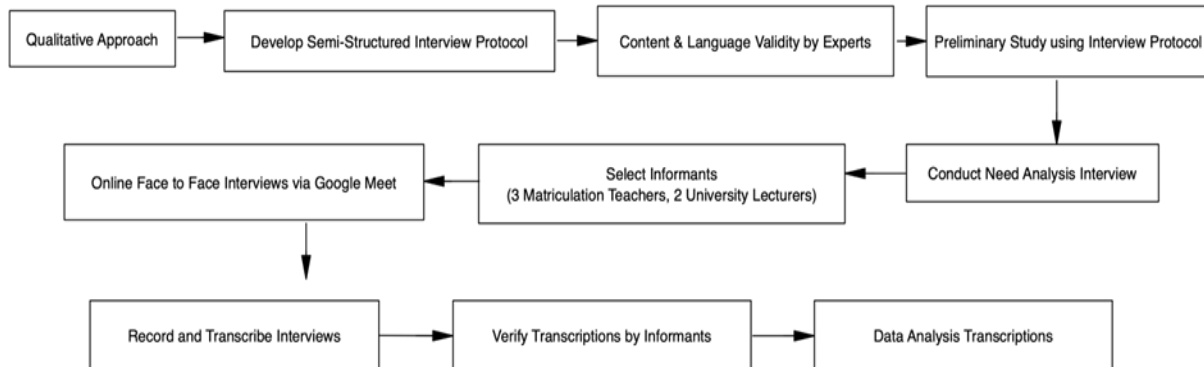 Qualitative Approach
Develop Semi-Structured Interview Protocol
Content & Language Validity by Experts
Preliminary Study using Interview Protocol
Conduct Need Analysis Interview
Select Informants
(3 Matriculation Teachers, 2 University Lecturers)
Online Face to Face Interviews via Google Meet
Record and Transcribe Interviews
Verify Transcriptions by Informants
Data Analysis Transcriptions